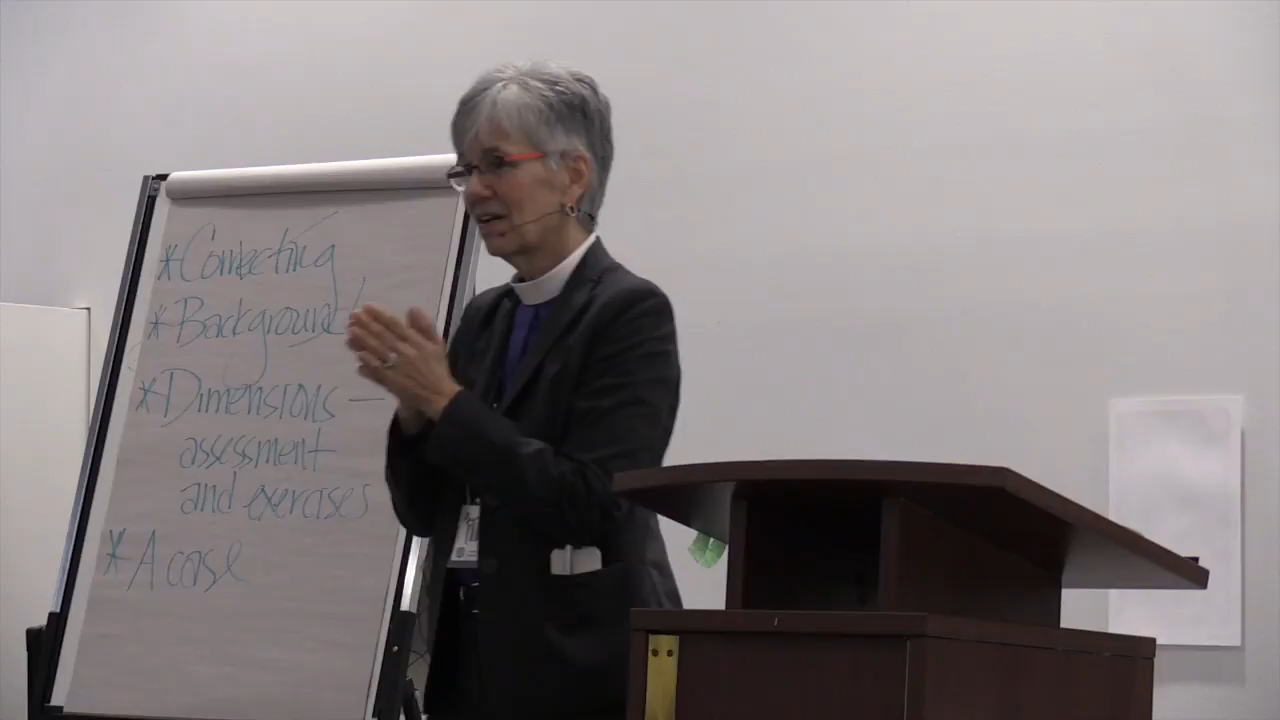 * Connecting
* Background
* Dimensions —
assessment
and exercises
* A case